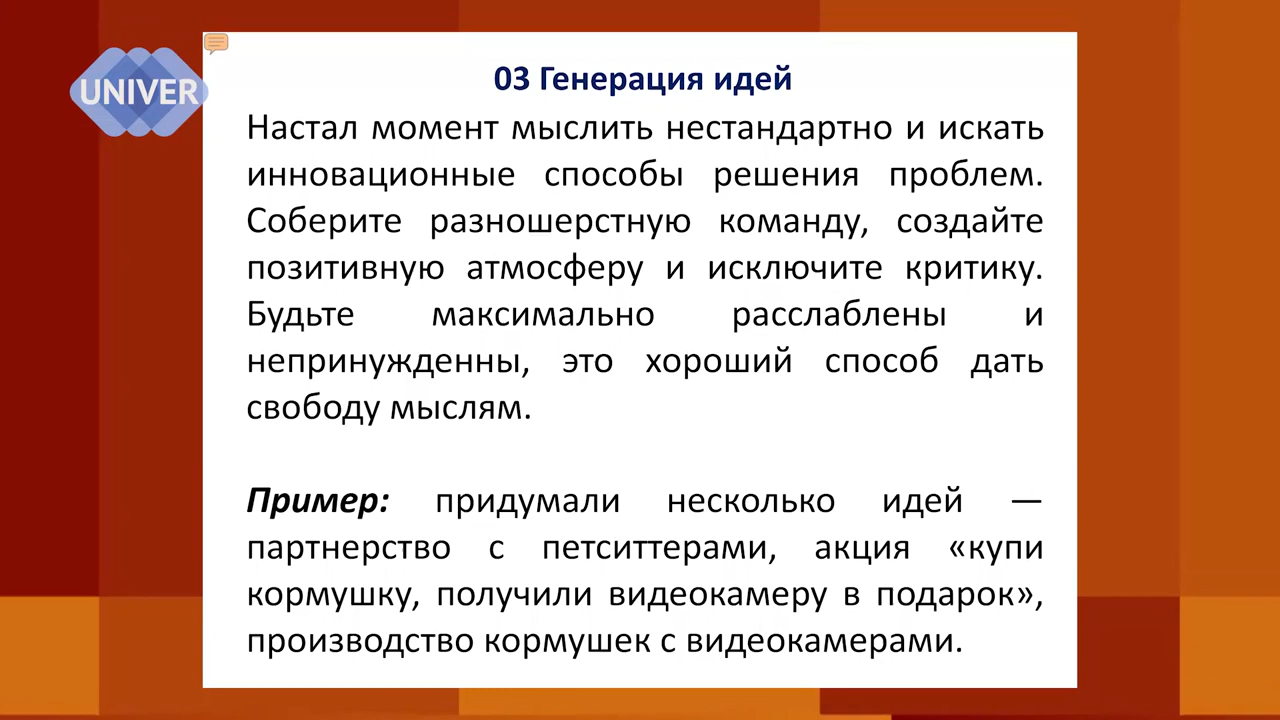 UNIVER
03 Генерация идей
Настал момент мыслить нестандартно и искать
инновационные способы решения проблем.
Соберите разношерстную команду, создайте
позитивную атмосферу и исключите критику.
Будьте максимально расслаблены и
непринужденны, это хороший способ дать
свободу мыслям.
Пример: придумали несколько идей —
партнерство с петситтерами, акция «купи
кормушку, получили видеокамеру в подарок»,
производство кормушек с видеокамерами.